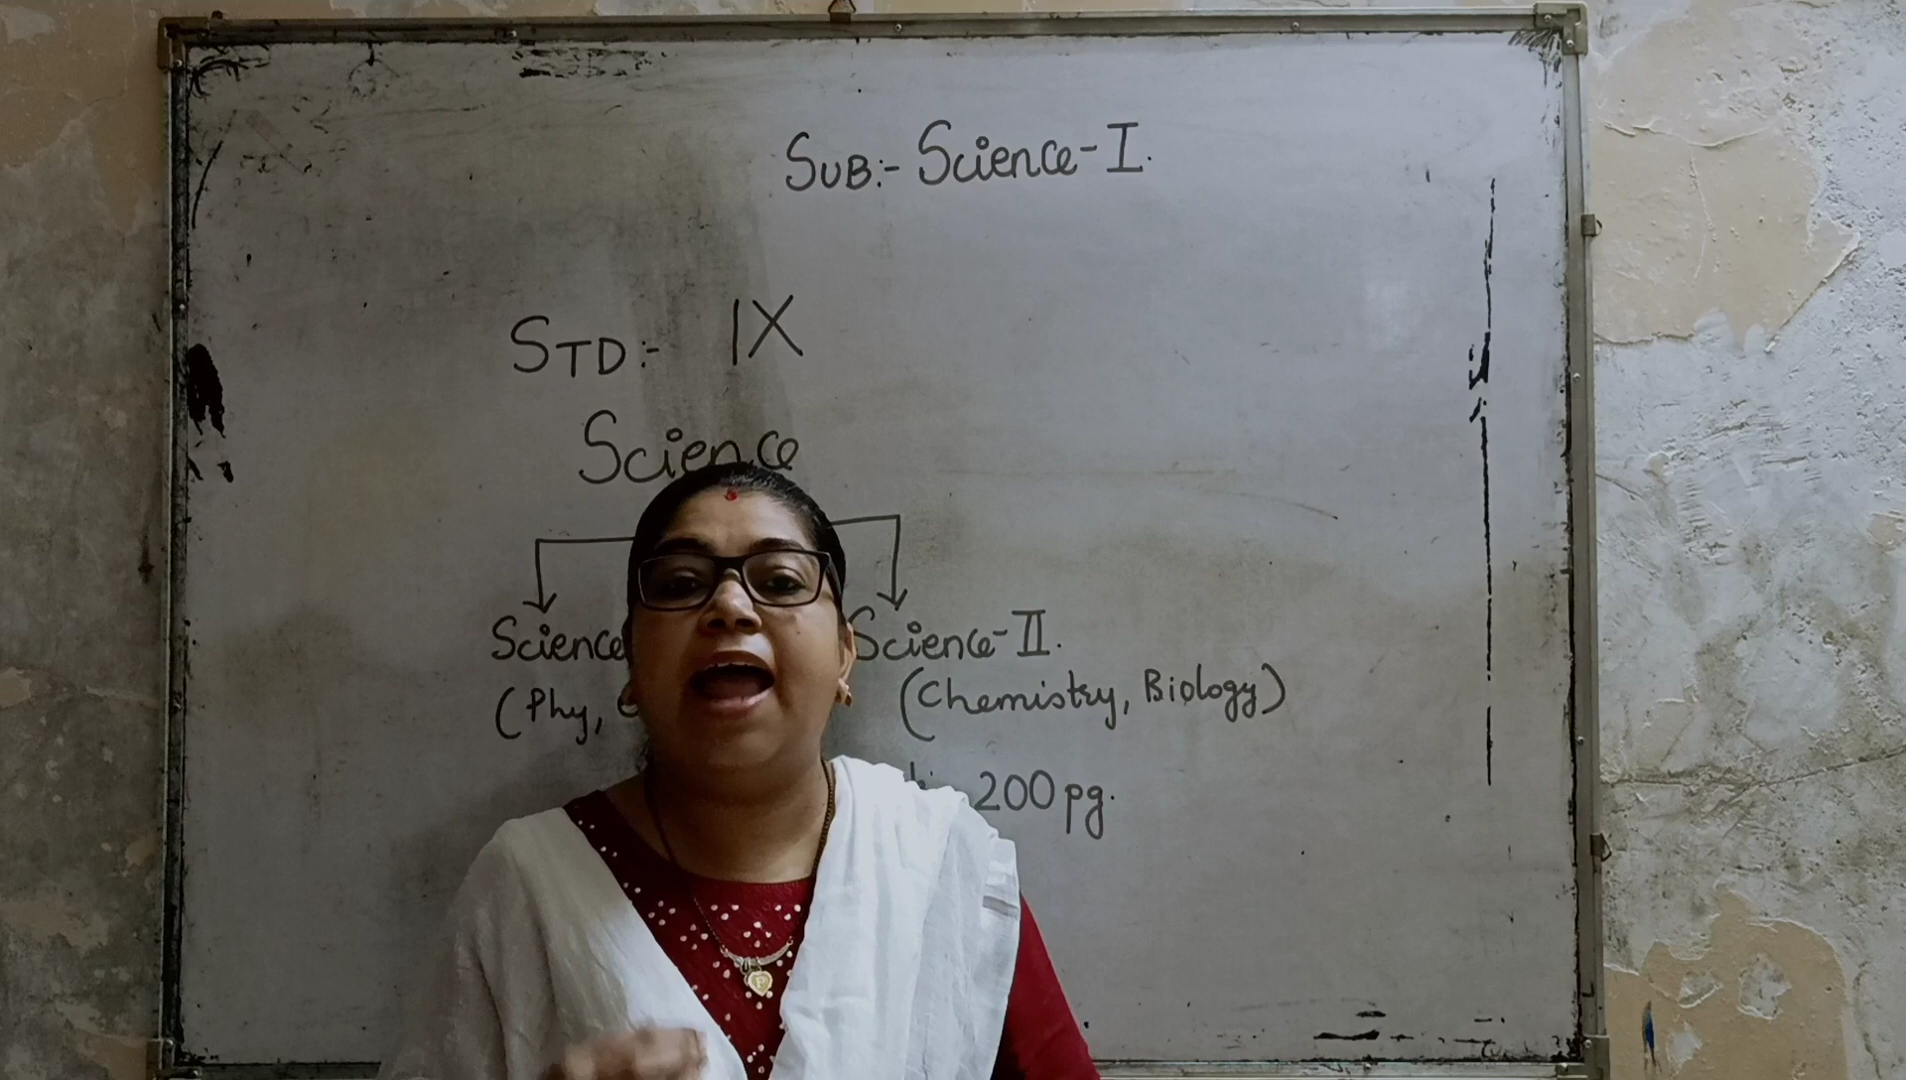 SUB:- Science-I.
STD:- IX
Science
Science Science-II.
(Phy, (Chemistry, Biology)
200 pg.
P